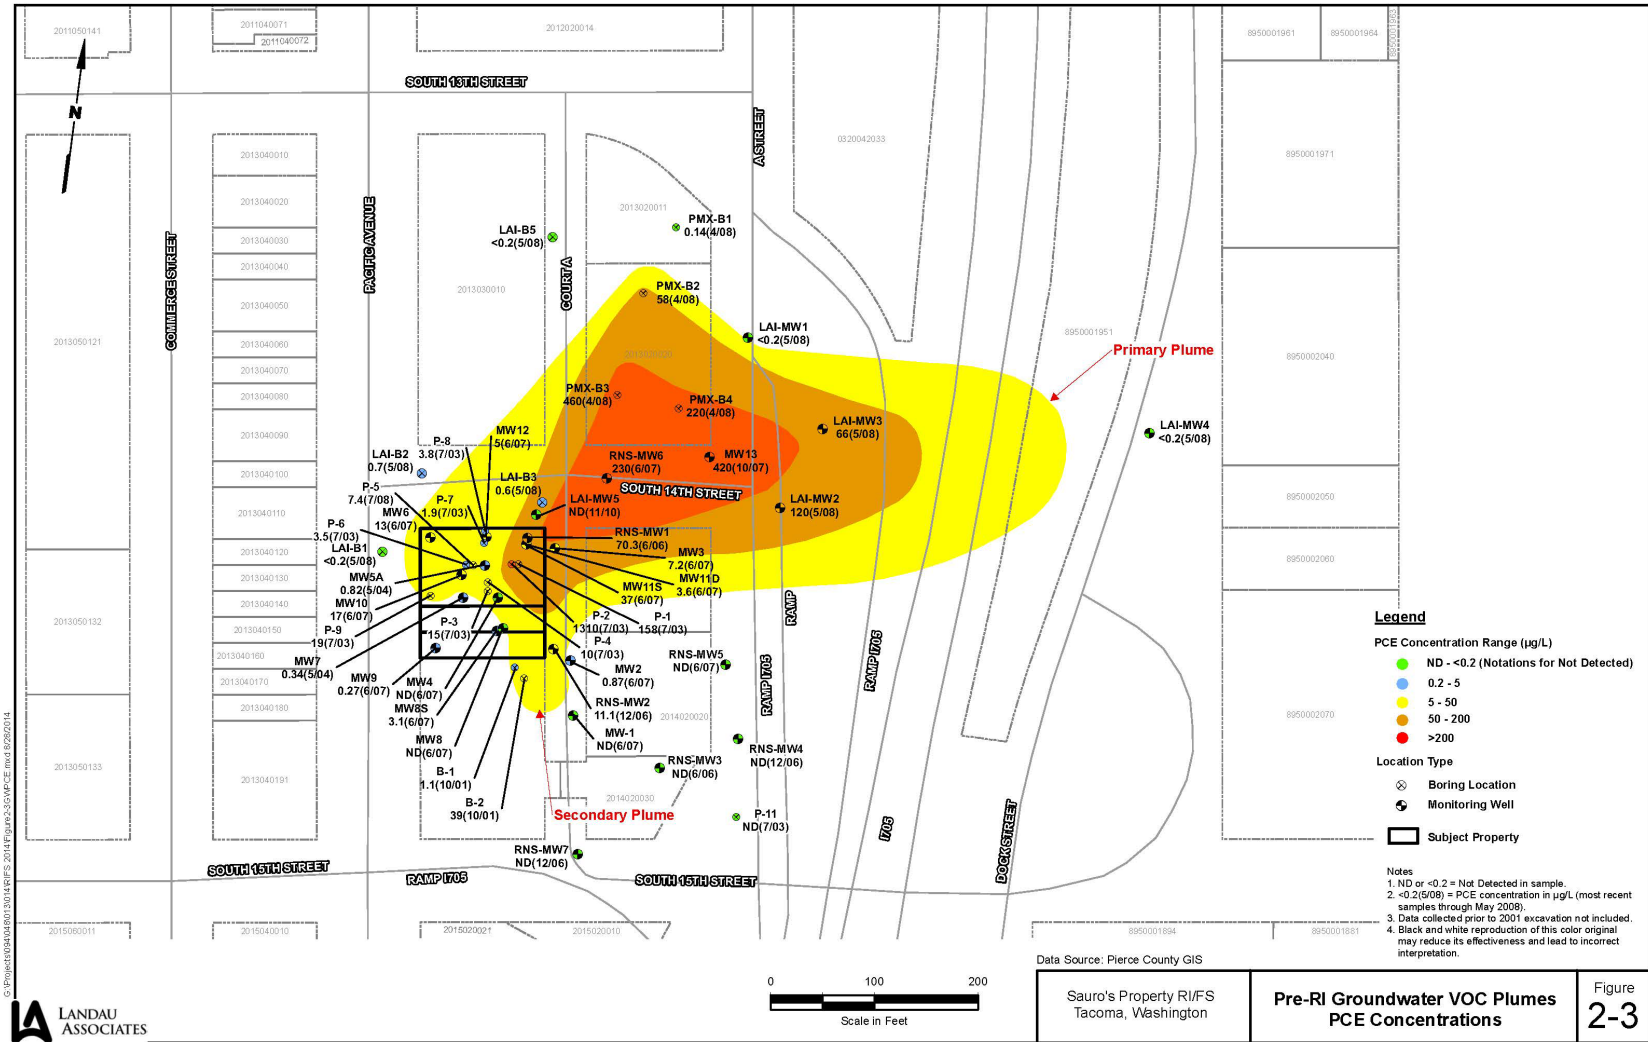 2011050141
2011040071
2011040072
2012020014
8950001961
8950001964
8950001963
SOUTH 13TH STREET
N
A STREET
0320042033
8950001971
2013040010
2013040020
2013040030
2013040040
2013040050
2013040060
2013040070
2013040080
2013040090
2013040100
2013040110
2013040120
2013040130
2013040140
2013040150
2013040160
2013040170
2013040180
2013040191
2013050121
2013050132
2013050133
COMMERCE STREET
PACIFIC AVENUE
COURT A
2013030010
2013020011
2013020020
LAI-B5
<0.2(5/08)
PMX-B1
0.14(4/08)
PMX-B2
58(4/08)
LAI-MW1
<0.2(5/08)
8950001951
Primary Plume
8950002040
PMX-B3
460(4/08)
PMX-B4
220(4/08)
LAI-MW3
66(5/08)
LAI-MW4
<0.2(5/08)
MW12
5(6/07)
P-8
3.8(7/03)
LAI-B2
0.7(5/08)
RNS-MW6
230(6/07)
MW13
420(10/07)
P-5
7.4(7/08)
LAI-B3
0.6(5/08)
SOUTH 14TH STREET
LAI-MW2
120(5/08)
8950002050
P-7
1.9(7/03)
LAI-MW5
ND(11/10)
MW6
13(6/07)
P-6
3.5(7/03)
LAI-B1
<0.2(5/08)
RNS-MW1
70.3(6/06)
MW3
7.2(6/07)
8950002060
MW5A
0.82(5/04)
MW11D
3.6(6/07)
MW11S
37(6/07)
MW10
17(6/07)
P-9
19(7/03)
P-3
15(7/03)
P-2
1310(7/03)
P-1
158(7/03)
P-4
10(7/03)
RAMP
MW7
0.34(5/04)
MW9
0.27(6/07)
MW4
ND(6/07)
MW2
0.87(6/07)
RNS-MW5
ND(6/07)
RAMP I705
RAMP I705
MW8S
3.1(6/07)
RNS-MW2
11.1(12/06)
2014020020
8950002070
MW8
ND(6/07)
MW-1
ND(6/07)
RNS-MW4
ND(12/06)
RNS-MW3
ND(6/06)
B-1
1.1(10/01)
B-2
39(10/01)
2014020030
Secondary Plume
P-11
ND(7/03)
I705
DOCK STREET
RNS-MW7
ND(12/06)
SOUTH 15TH STREET
RAMP I705
SOUTH 15TH STREET
2015060011
2015040010
2015020021
2015020010
8950001894
8950001881
Legend
PCE Concentration Range (µg/L)
ND - <0.2 (Notations for Not Detected)
0.2 - 5
5 - 50
50 - 200
>200
Location Type
Boring Location
Monitoring Well
Subject Property
Notes
1. ND or <0.2 = Not Detected in sample.
2. <0.2(5/08) = PCE concentration in µg/L (most recent
samples through May 2008).
3. Data collected prior to 2001 excavation not included.
4. Black and white reproduction of this color original
may reduce its effectiveness and lead to incorrect
interpretation.
Data Source: Pierce County GIS
0 100 200
Scale in Feet
LANDAU
ASSOCIATES
Sauro's Property RI/FS
Tacoma, Washington
Pre-RI Groundwater VOC Plumes
PCE Concentrations
Figure
2-3